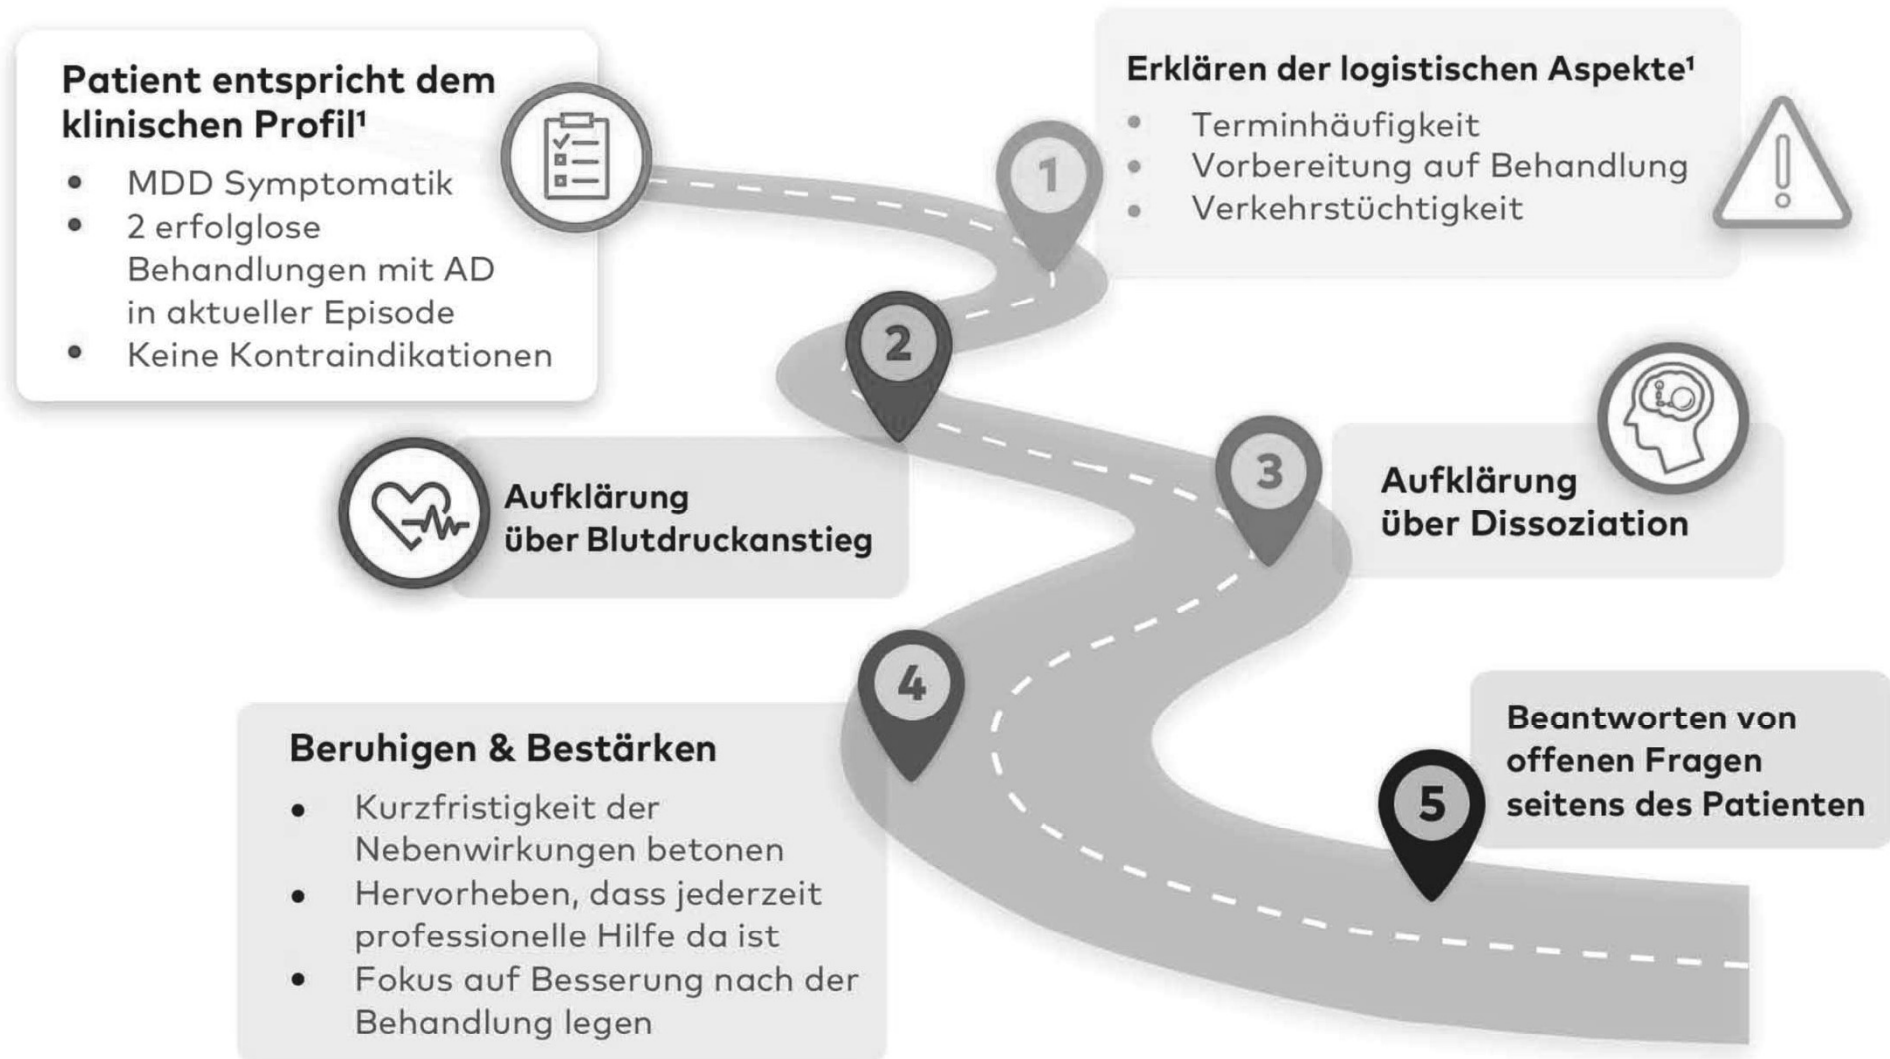 Patient entspricht dem
klinischen Profil¹
• MDD Symptomatik
• 2 erfolglose
Behandlungen mit AD
in aktueller Episode
• Keine Kontraindikationen
1
Erklären der logistischen Aspekte¹
• Terminhäufigkeit
• Vorbereitung auf Behandlung
• Verkehrstüchtigkeit
2
Aufklärung
über Blutdruckanstieg
3
Aufklärung
über Dissoziation
4
Beruhigen & Bestärken
• Kurzfristigkeit der
Nebenwirkungen betonen
• Hervorheben, dass jederzeit
professionelle Hilfe da ist
• Fokus auf Besserung nach der
Behandlung legen
5
Beantworten von
offenen Fragen
seitens des Patienten